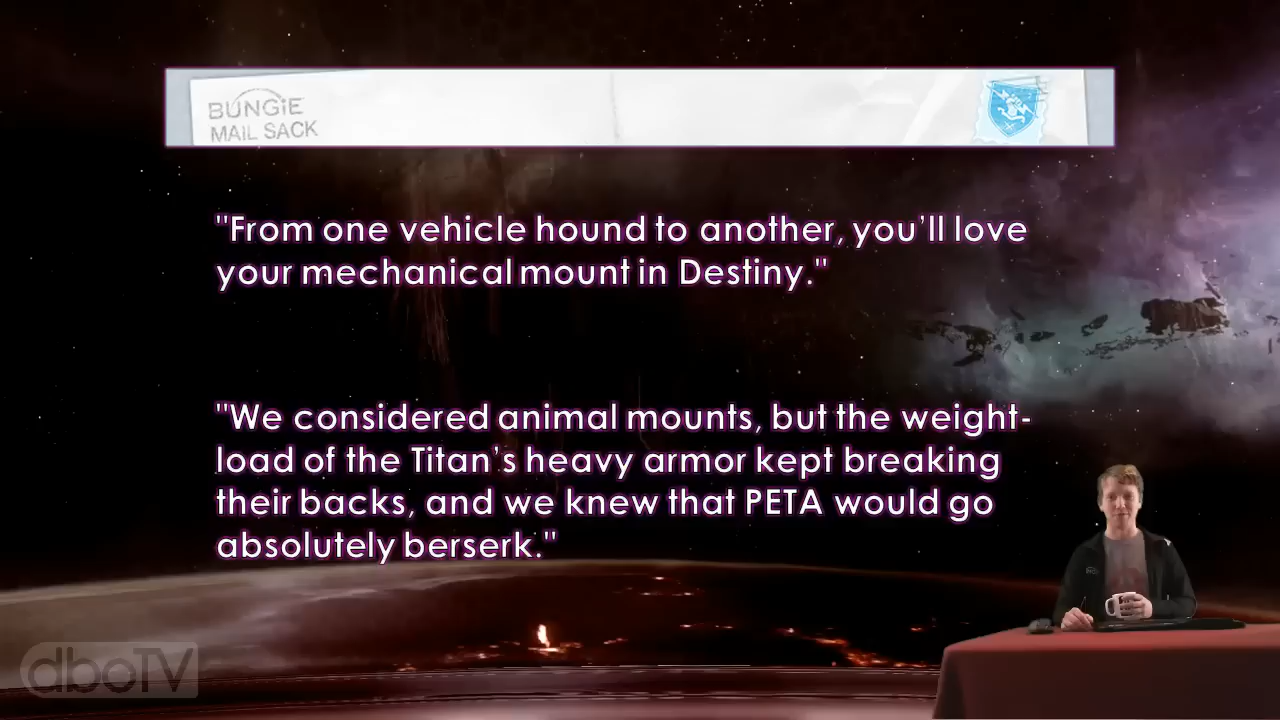 BUNGiE
MAIL SACK
"From one vehicle hound to another, you’ll love
your mechanical mount in Destiny."
"We considered animal mounts, but the weight-
load of the Titan’s heavy armor kept breaking
their backs, and we knew that PETA would go
absolutely berserk."
dboTV